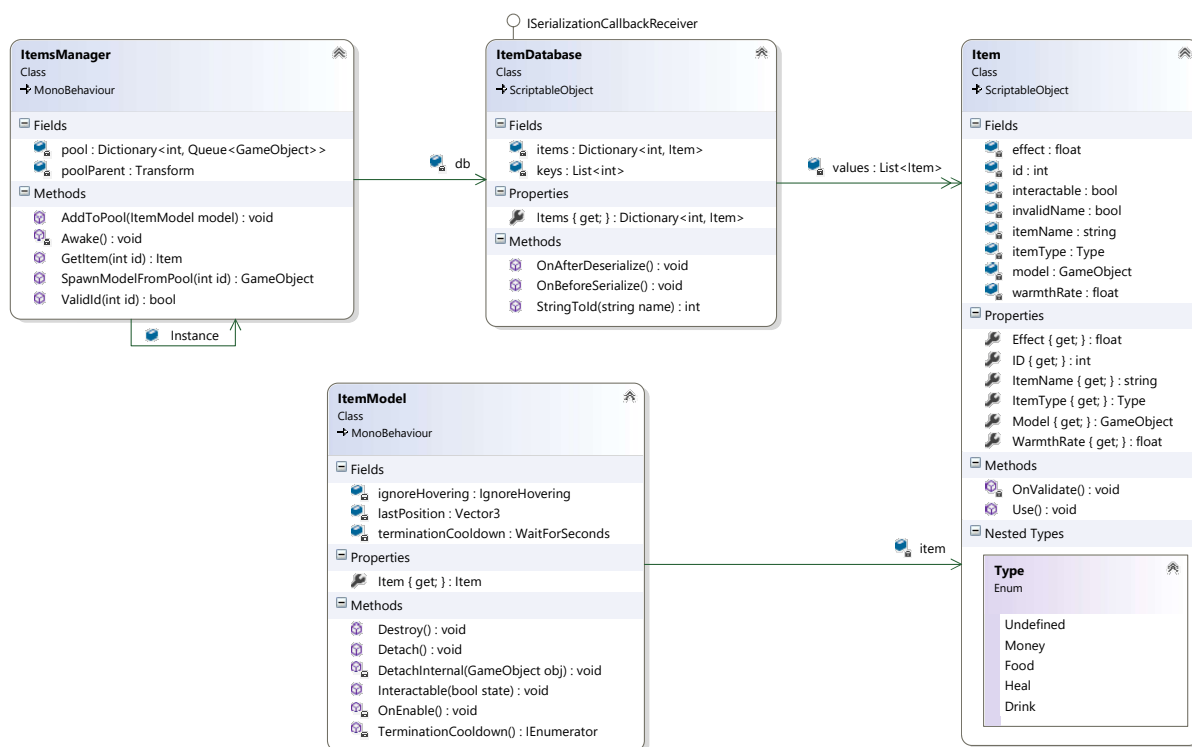 ISerializationCallbackReceiver
ItemsManager
Class
MonoBehaviour
Fields
pool : Dictionary<int, Queue<GameObject>>
poolParent : Transform
Methods
AddToPool(ItemModel model) : void
Awake() : void
GetItem(int id) : Item
SpawnModelFromPool(int id) : GameObject
ValidId(int id) : bool
Instance
db
ItemDatabase
Class
ScriptableObject
Fields
items : Dictionary<int, Item>
keys : List<int>
Properties
Items { get; } : Dictionary<int, Item>
Methods
OnAfterDeserialize() : void
OnBeforeSerialize() : void
StringToId(string name) : int
values : List<Item>
Item
Class
ScriptableObject
Fields
effect : float
id : int
interactable : bool
invalidName : bool
itemName : string
itemType : Type
model : GameObject
warmthRate : float
Properties
Effect { get; } : float
ID { get; } : int
ItemName { get; } : string
ItemType { get; } : Type
Model { get; } : GameObject
WarmthRate { get; } : float
Methods
OnValidate() : void
Use() : void
Nested Types
Type
Enum
Undefined
Money
Food
Heal
Drink
ItemModel
Class
MonoBehaviour
Fields
ignoreHovering : IgnoreHovering
lastPosition : Vector3
terminationCooldown : WaitForSeconds
Properties
Item { get; } : Item
Methods
Destroy() : void
Detach() : void
DetachInternal(GameObject obj) : void
Interactable(bool state) : void
OnEnable() : void
TerminationCooldown() : IEnumerator
item